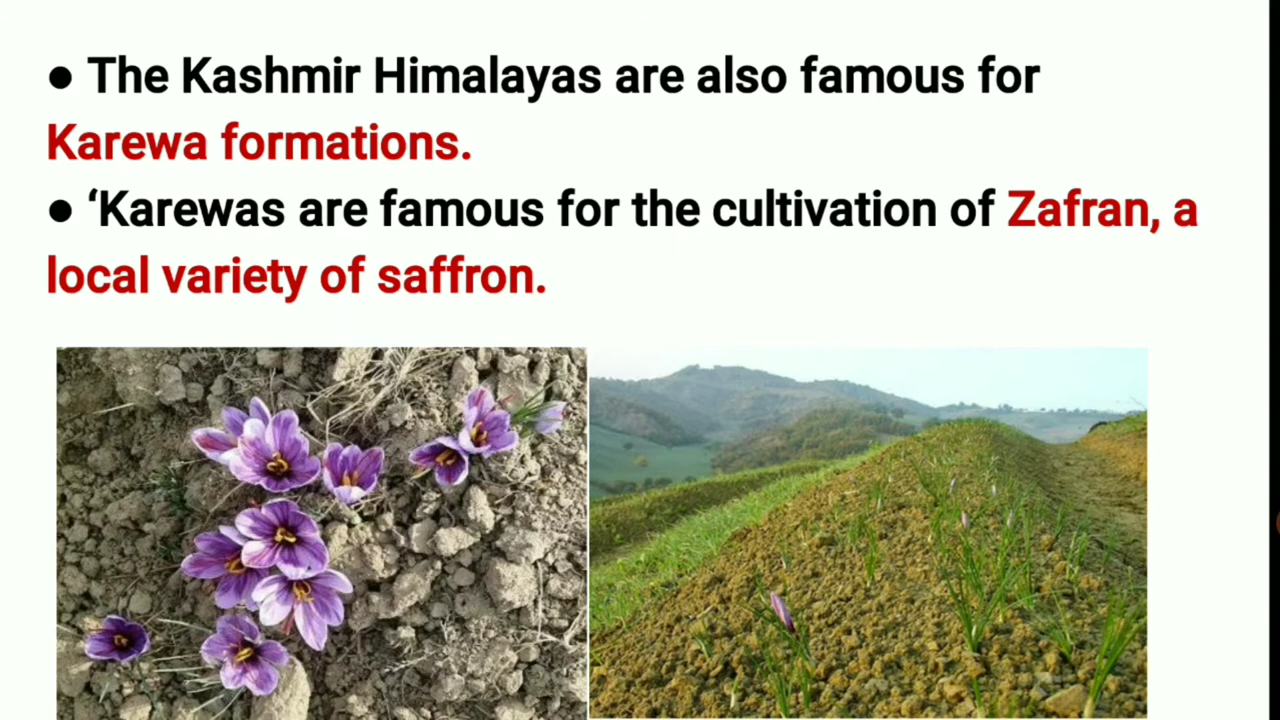 ● The Kashmir Himalayas are also famous for
Karewa formations.
● ‘Karewas are famous for the cultivation of Zafran, a
local variety of saffron.